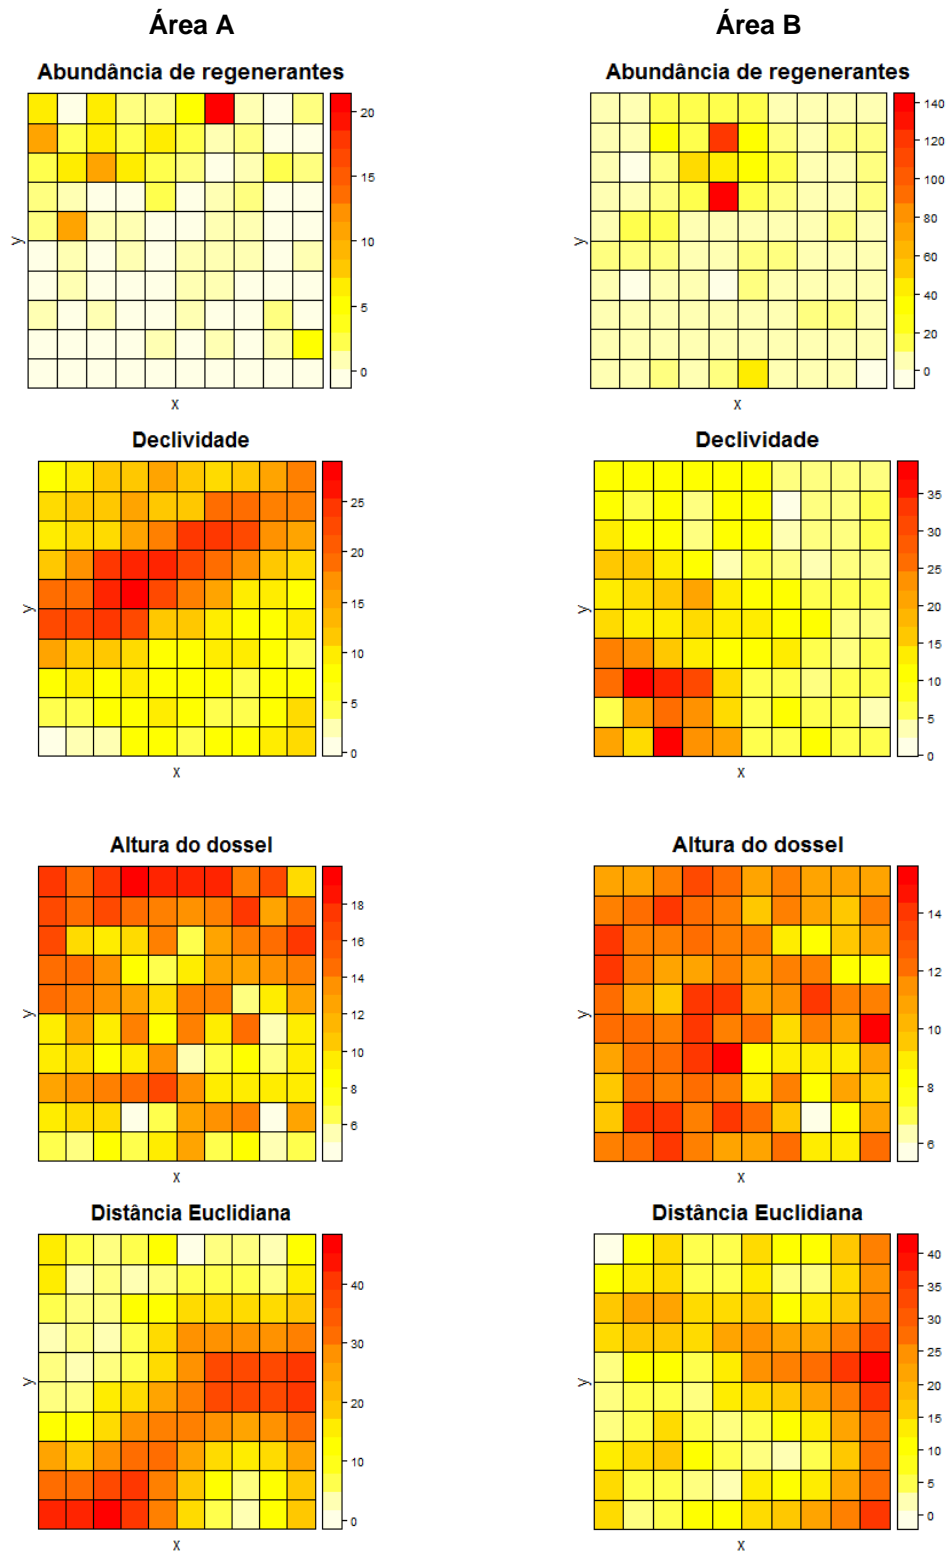 Área A
Área B
Abundância de regenerantes
20
15
10
5
0
y
x
Abundância de regenerantes
140
120
100
80
60
40
20
0
y
x
Declividade
25
20
15
10
5
0
y
x
Declividade
35
30
25
20
15
10
5
0
y
x
Altura do dossel
18
16
14
12
10
8
6
y
x
Altura do dossel
14
12
10
8
6
y
x
Distância Euclidiana
40
30
20
10
0
y
x
Distância Euclidiana
40
35
30
25
20
15
10
5
0
y
x